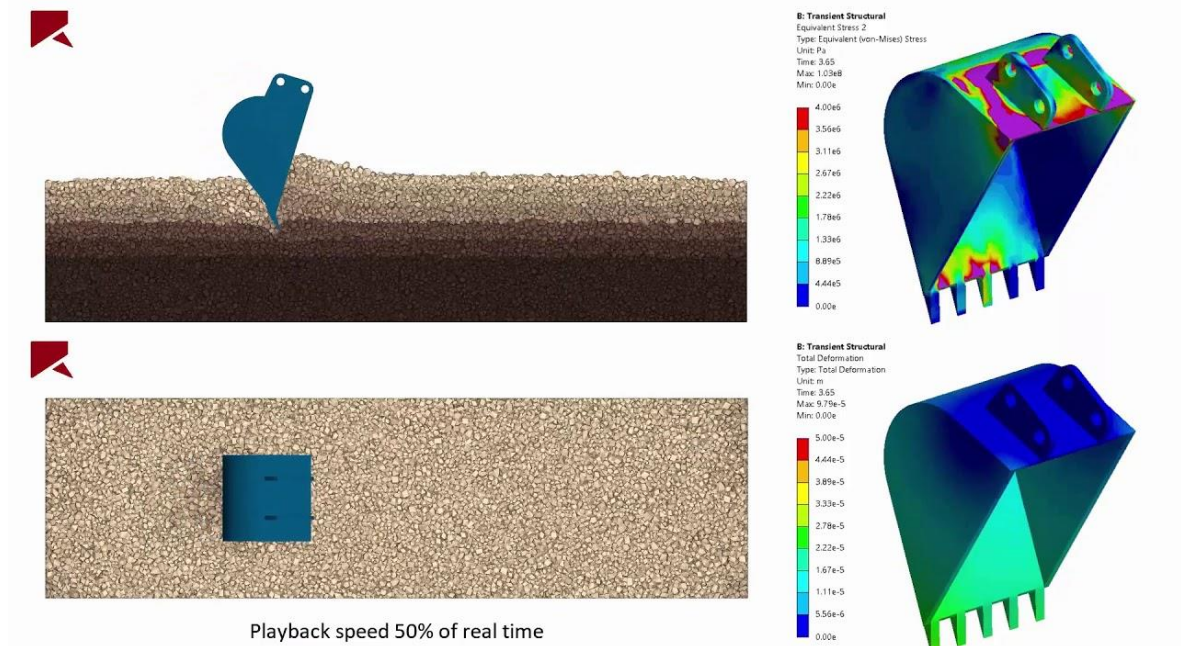 B: Transient Structural
Equivalent Stress 2
Type: Equivalent (von-Mises) Stress
Unit: Pa
Time: 3.65
Max: 1.03e8
Min: 0.00e
4.00e6
3.56e6
3.11e6
2.67e6
2.22e6
1.78e6
1.33e6
8.89e5
4.44e5
0.00e
B: Transient Structural
Total Deformation
Type: Total Deformation
Unit: m
Time: 3.65
Max: 9.79e-5
Min: 0.00e
5.00e-5
4.44e-5
3.89e-5
3.33e-5
2.78e-5
2.22e-5
1.67e-5
1.11e-5
5.56e-6
0.00e
Playback speed 50% of real time